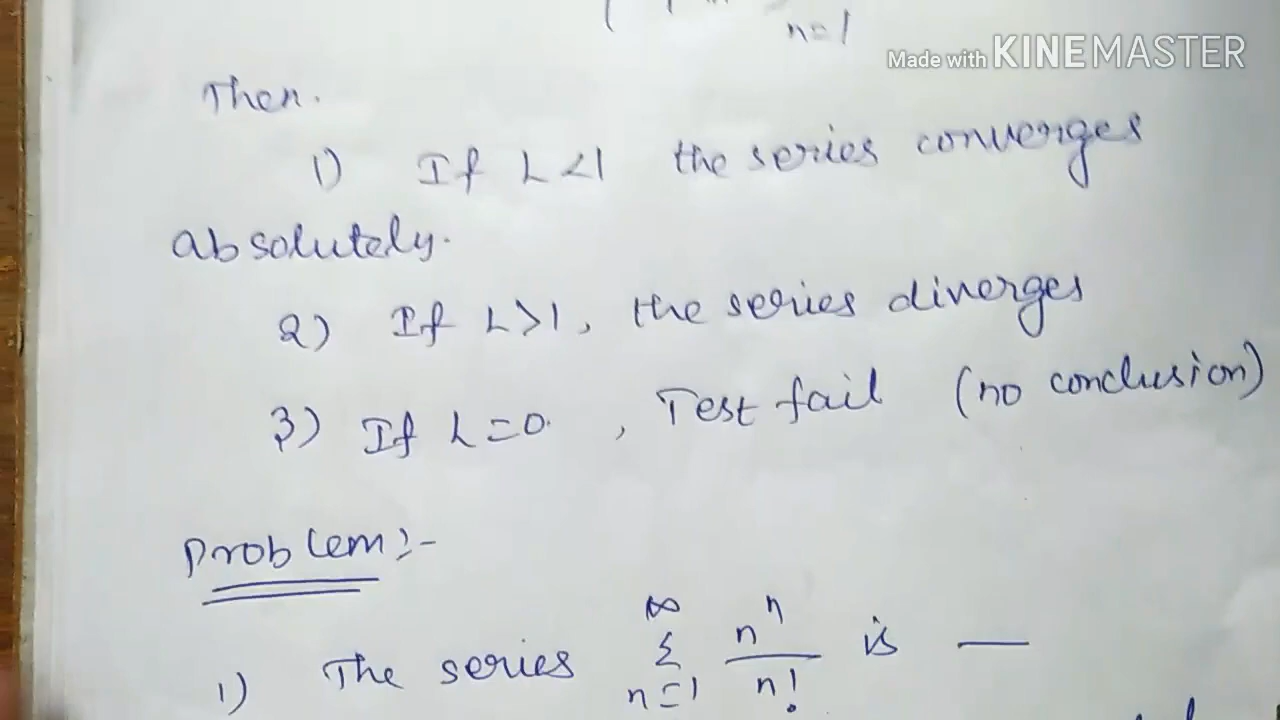 n=1
Made with KINEMASTER
Then.
1) If L<1 the series converges
absolutely.
2) If L>1, the series diverges
3) If L=0. , Test fail (no conclusion)
Problem:-
1) The series ∞ Σ n=1 n^n / n! is —